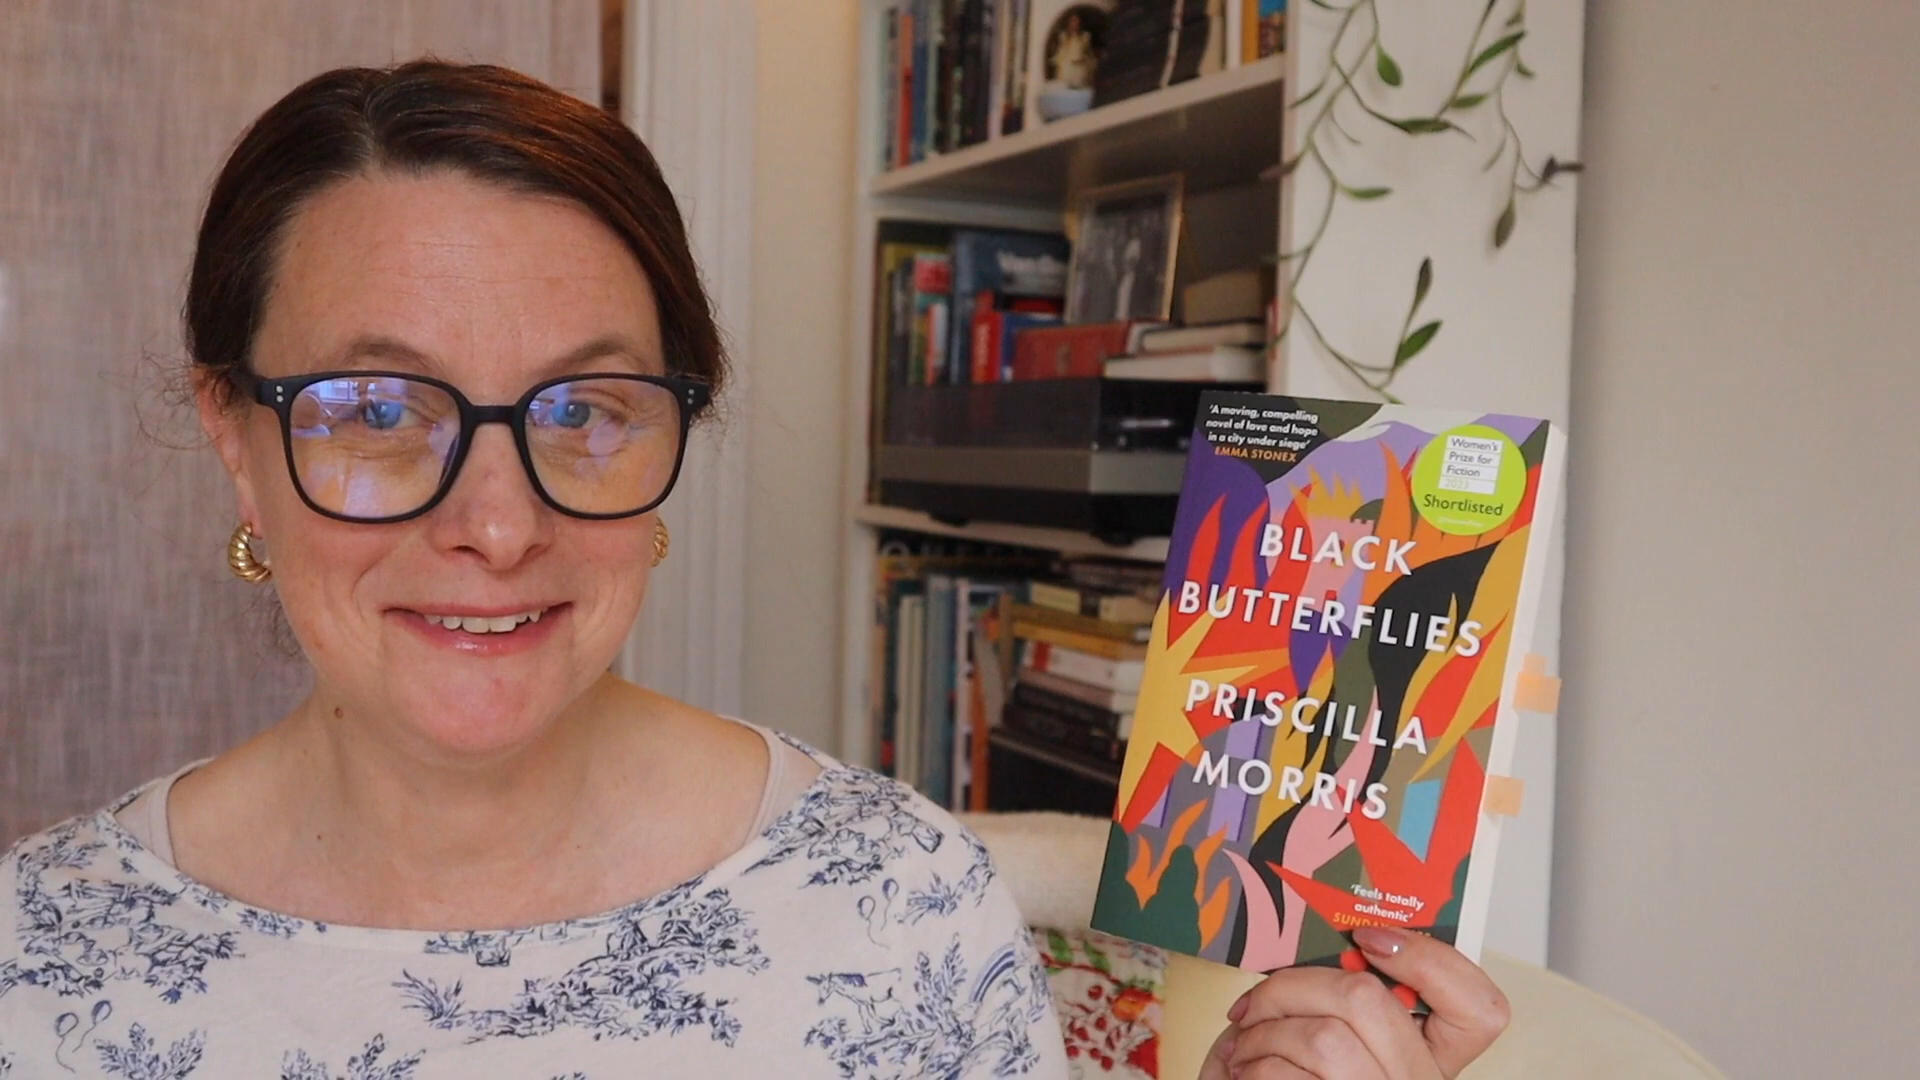 'A moving, compelling
novel of love and hope
in a city under siege'
EMMA STONEX
Women's
Prize for
Fiction
2023
Shortlisted
BLACK
BUTTERFLIES
PRISCILLA
MORRIS
'Feels totally
authentic'